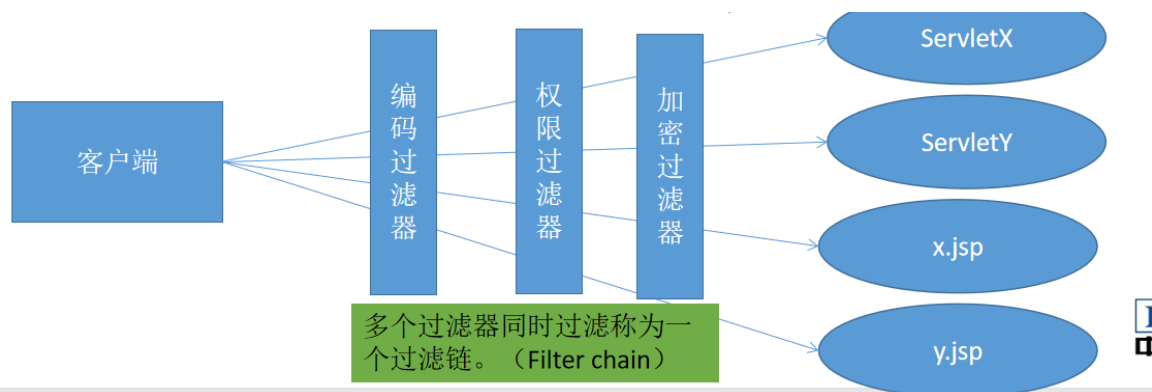 客户端
编码过滤器
权限过滤器
加密过滤器
ServletX
ServletY
x.jsp
y.jsp
多个过滤器同时过滤称为一
个过滤链。（Filter chain）